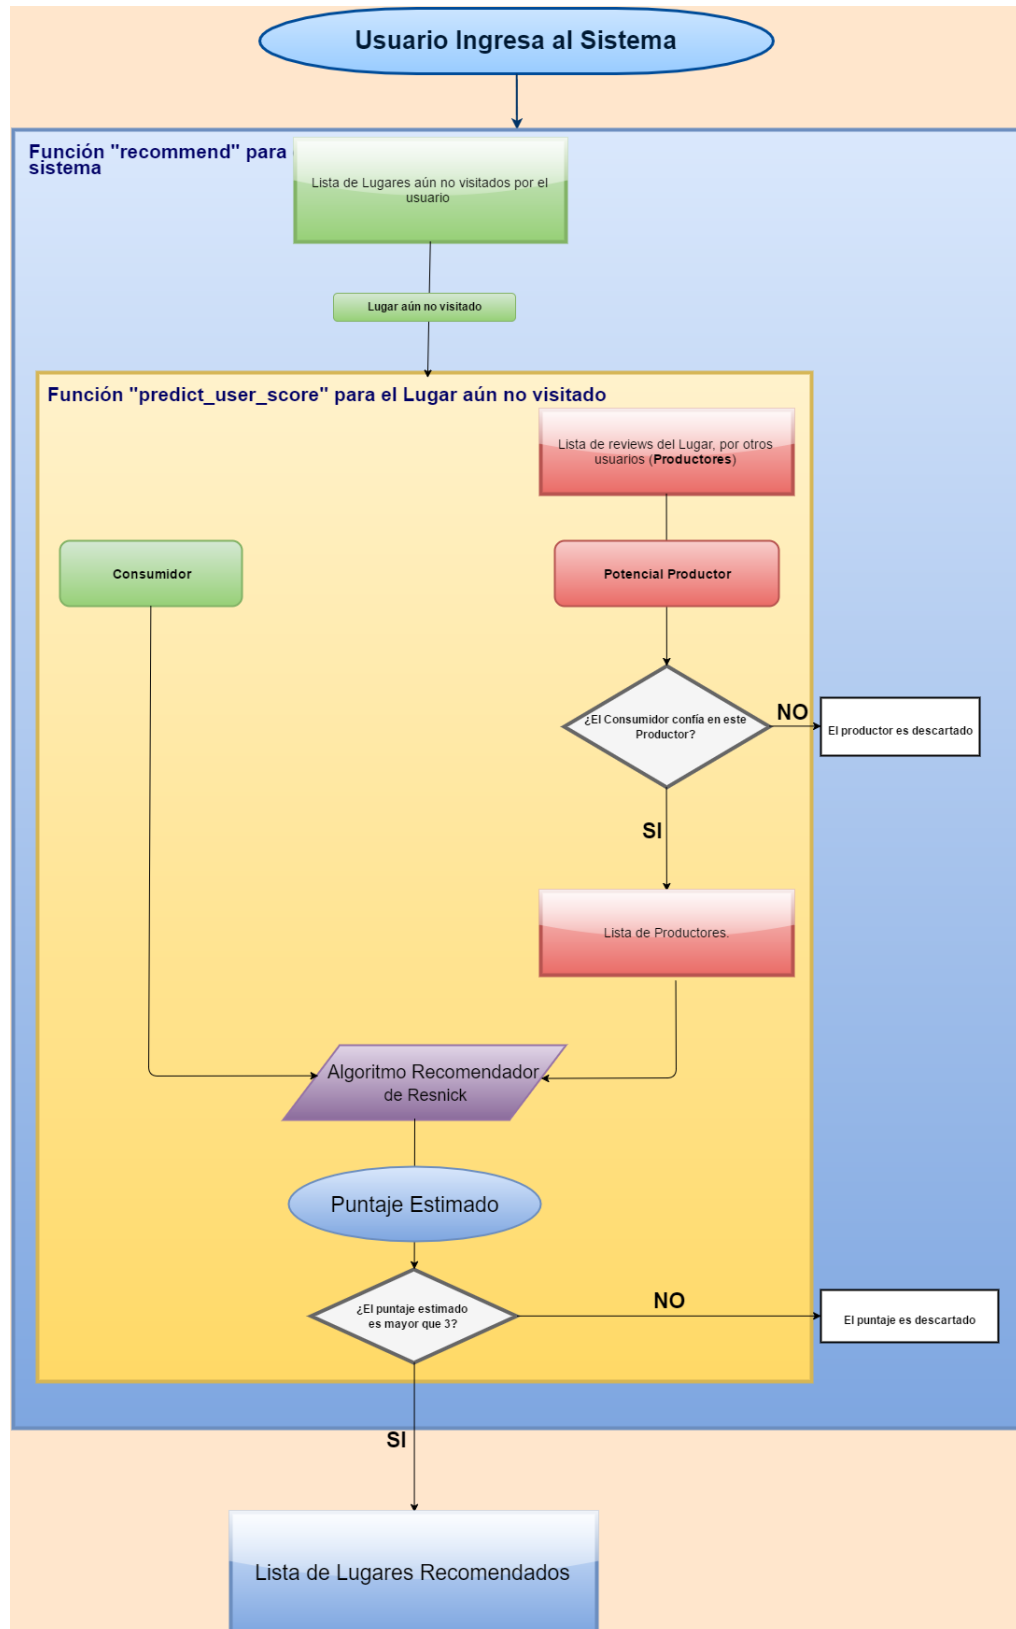 Usuario Ingresa al Sistema
Función "recommend" para
sistema
Lista de Lugares aún no visitados por el
usuario
Lugar aún no visitado
Función "predict_user_score" para el Lugar aún no visitado
Lista de reviews del Lugar, por otros
usuarios (Productores)
Consumidor
Potencial Productor
¿El Consumidor confía en este
Productor?
NO
El productor es descartado
SI
Lista de Productores.
Algoritmo Recomendador
de Resnick
Puntaje Estimado
¿El puntaje estimado
es mayor que 3?
NO
El puntaje es descartado
SI
Lista de Lugares Recomendados